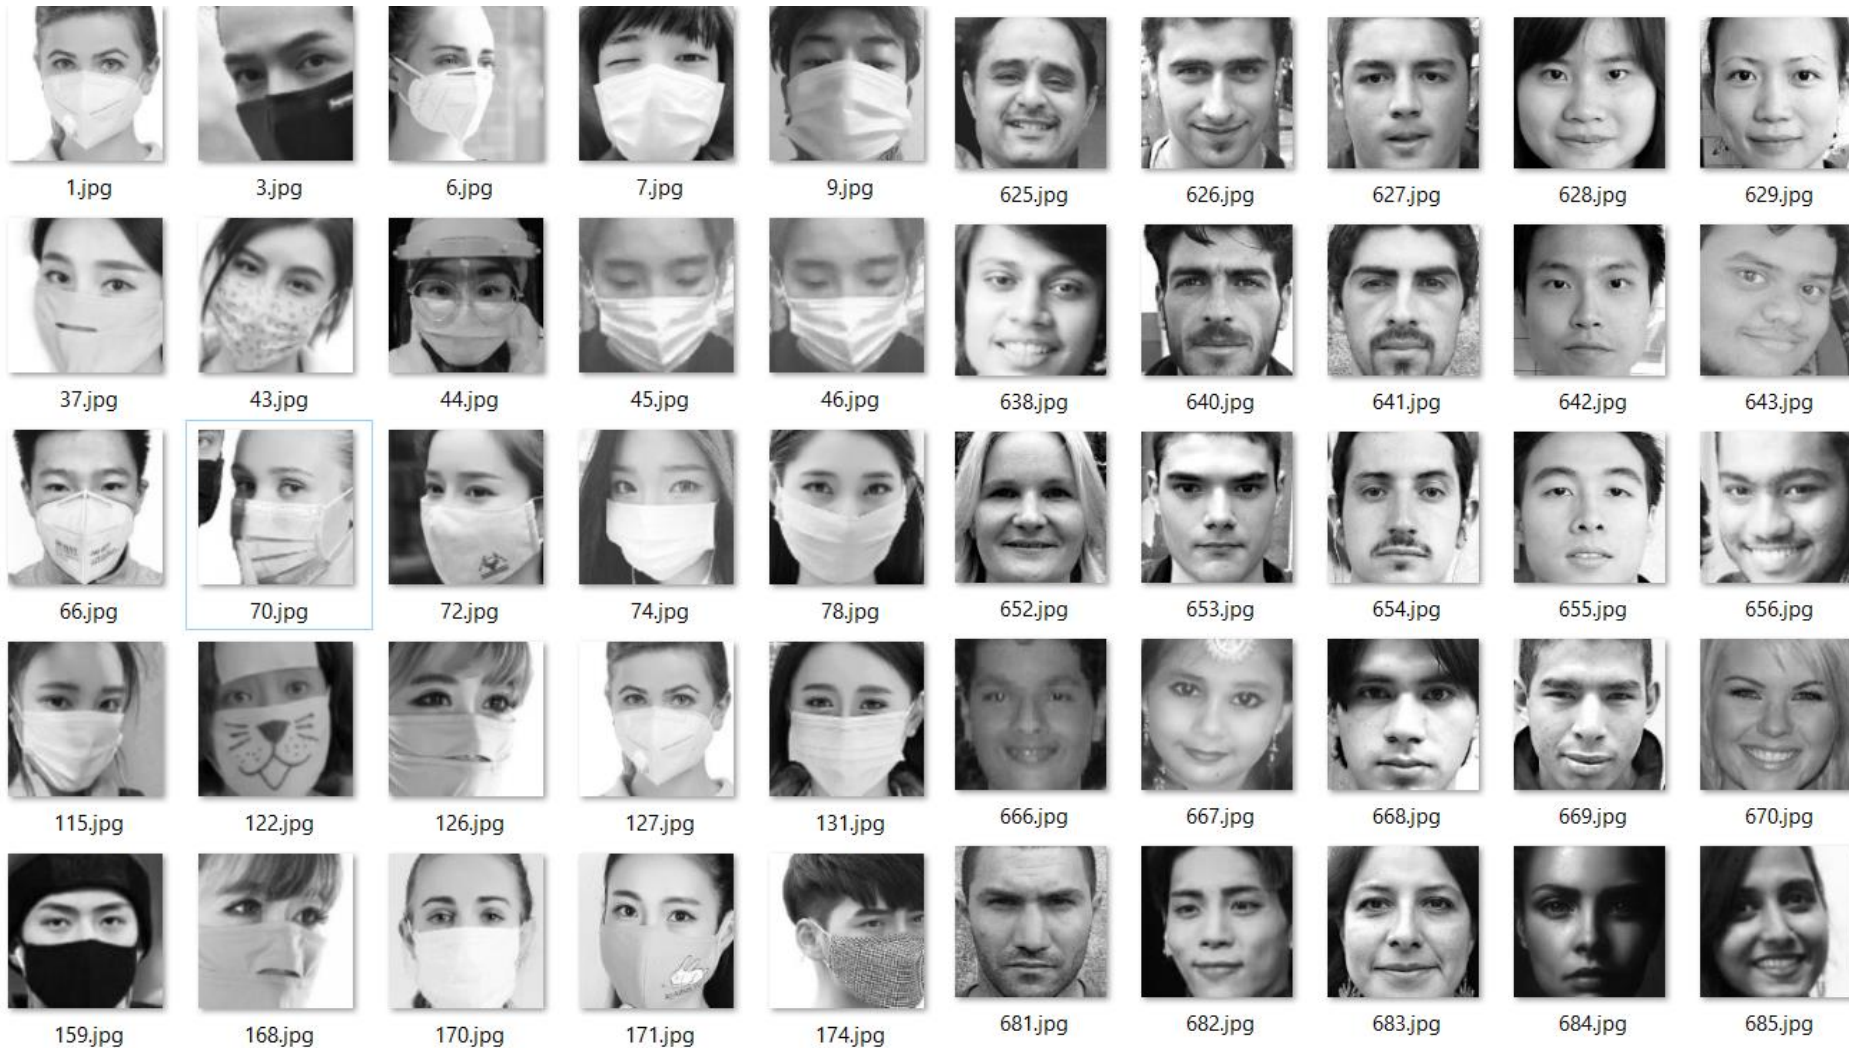 1.jpg 3.jpg 6.jpg 7.jpg 9.jpg 625.jpg 626.jpg 627.jpg 628.jpg 629.jpg
37.jpg 43.jpg 44.jpg 45.jpg 46.jpg 638.jpg 640.jpg 641.jpg 642.jpg 643.jpg
66.jpg 70.jpg 72.jpg 74.jpg 78.jpg 652.jpg 653.jpg 654.jpg 655.jpg 656.jpg
115.jpg 122.jpg 126.jpg 127.jpg 131.jpg 666.jpg 667.jpg 668.jpg 669.jpg 670.jpg
159.jpg 168.jpg 170.jpg 171.jpg 174.jpg 681.jpg 682.jpg 683.jpg 684.jpg 685.jpg